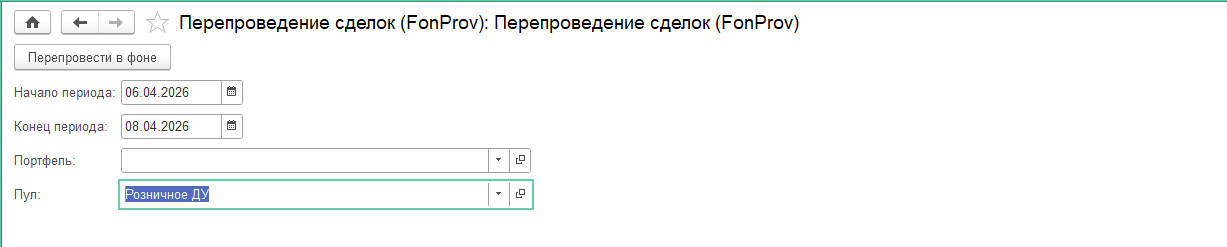 Перепроведение сделок (FonProv): Перепроведение сделок (FonProv)
Перепровести в фоне
Начало периода: 06.04.2026
Конец периода: 08.04.2026
Портфель:
Пул: Розничное ДУ